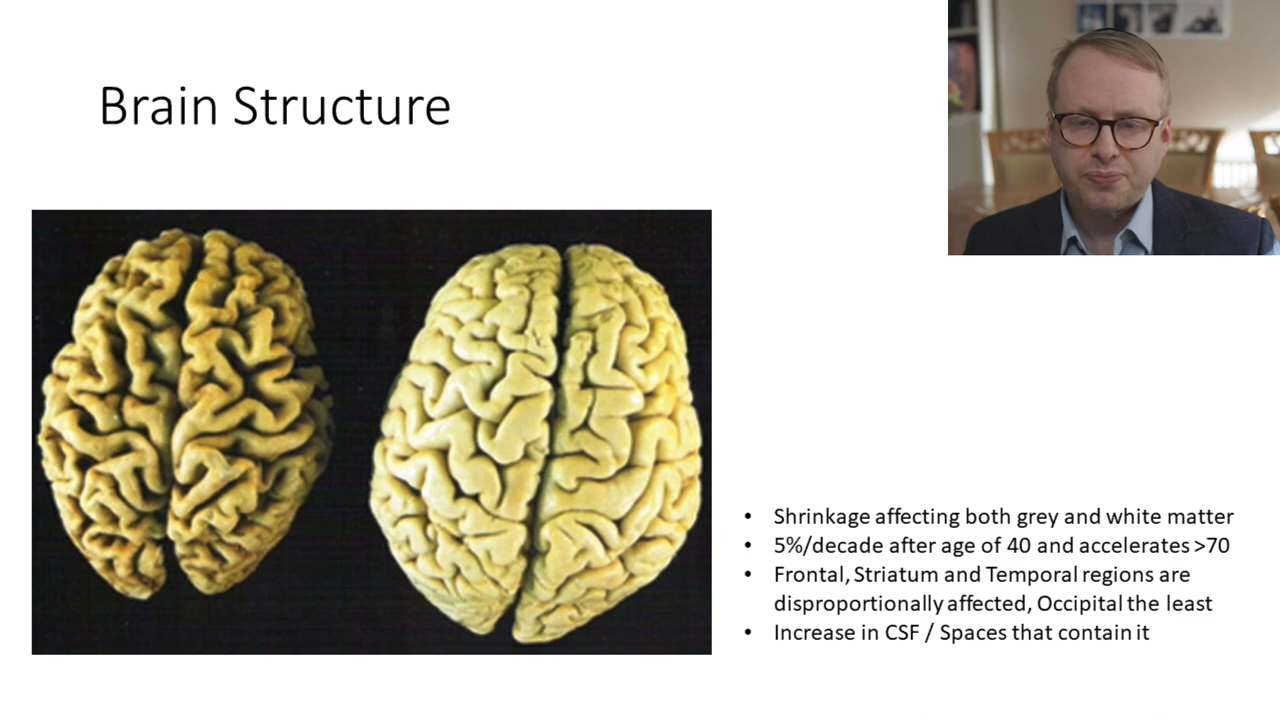 Brain Structure
• Shrinkage affecting both grey and white matter
• 5%/decade after age of 40 and accelerates >70
• Frontal, Striatum and Temporal regions are
disproportionally affected, Occipital the least
• Increase in CSF / Spaces that contain it